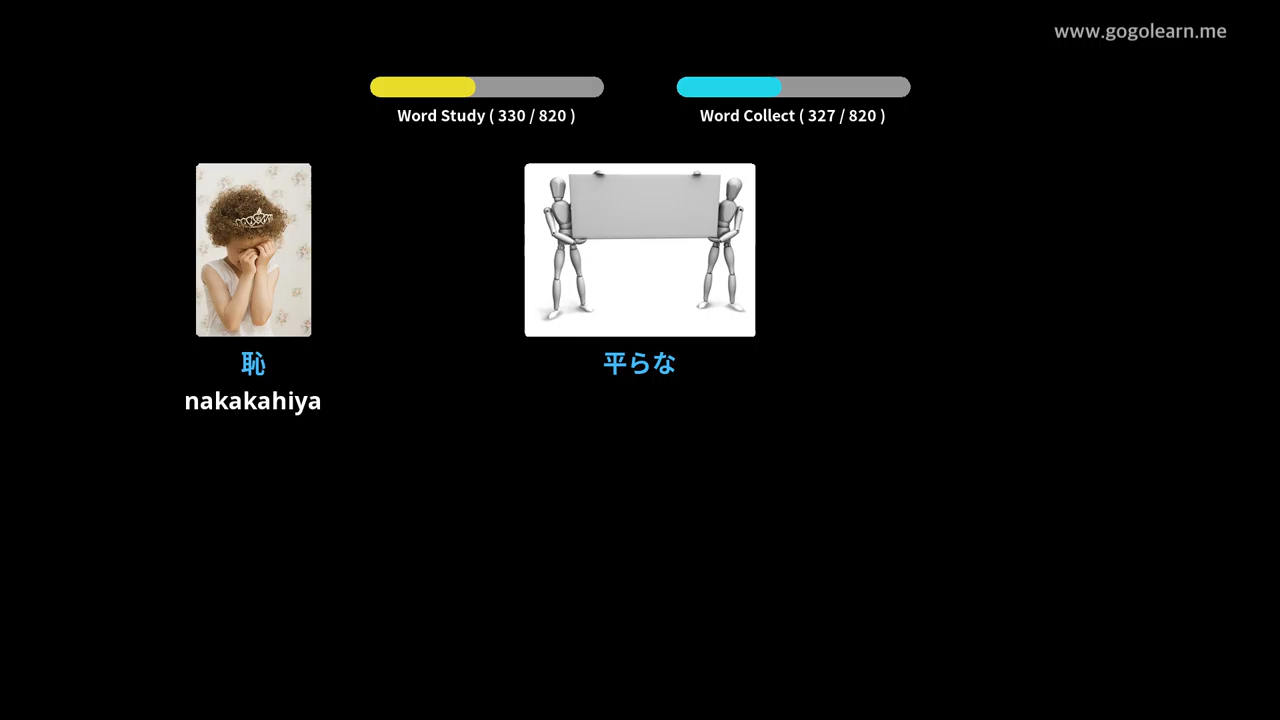 www.gogolearn.me
Word Study ( 330 / 820 )
Word Collect ( 327 / 820 )
恥
平らな
nakakahiya